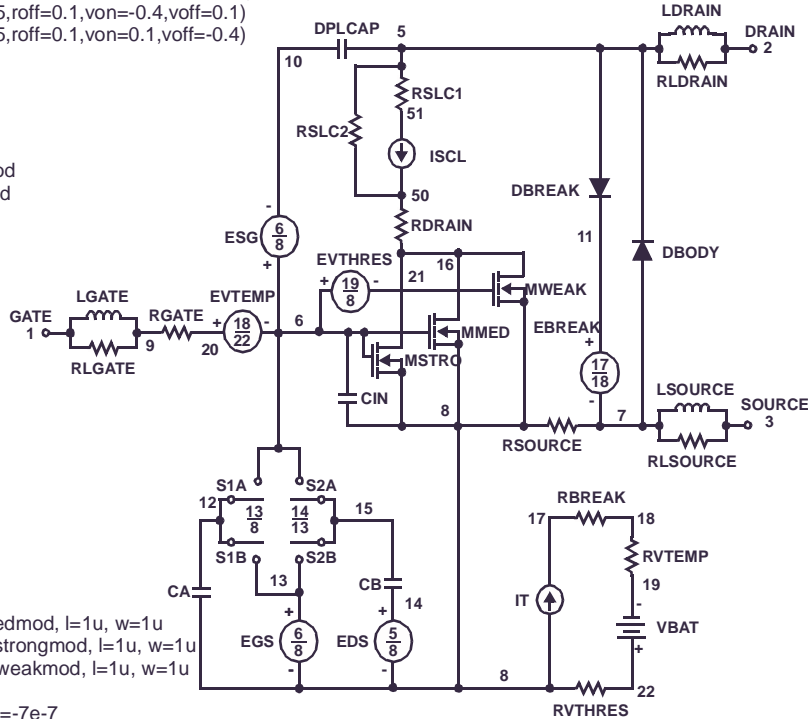 5,roff=0.1,von=-0.4,voff=0.1)
5,roff=0.1,von=0.1,voff=-0.4)
od
d
LDRAIN
DPLCAP
5
DRAIN
2
10
RLDRAIN
RSLC1
51
RSLC2
ISCL
50
DBREAK
RDRAIN
11
ESG
6
8
-
+
EVTHRES
16
21
DBODY
+
19
8
-
MWEAK
LGATE
EVTEMP
GATE
1
RGATE
+
18
22
-
6
MMED
EBREAK
+
9
20
MSTRO
17
18
-
RLGATE
CIN
8
LSOURCE
7
SOURCE
3
RSOURCE
RLSOURCE
S1A
S2A
12
13
8
14
13
15
RBREAK
17
18
S1B
S2B
RVTEMP
13
CB
19
CA
14
IT
-
VBAT
+
+
+
EGS
6
8
EDS
5
8
-
-
8
22
RVTHRES
edmod, l=1u, w=1u
strongmod, l=1u, w=1u
weakmod, l=1u, w=1u
=-7e-7